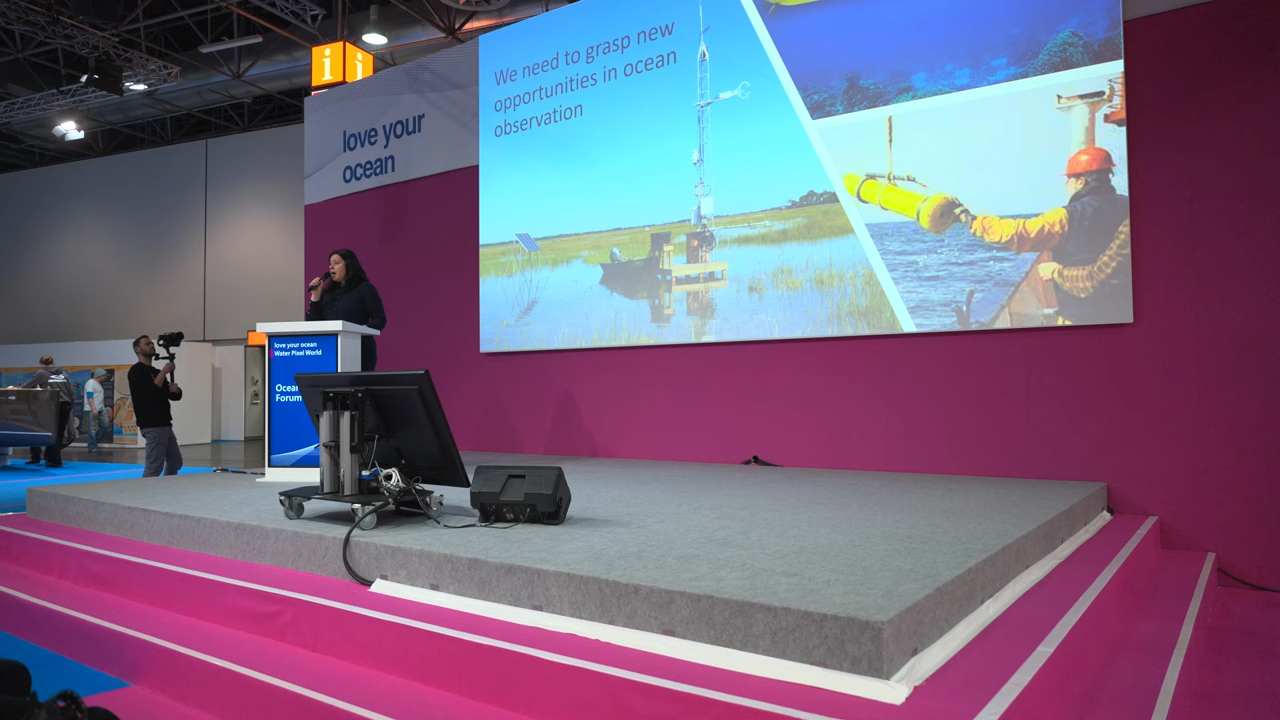 We need to grasp new
opportunities in ocean
observation
i i
love your
ocean
love your ocean
Water Pixel World
Ocean
Forum